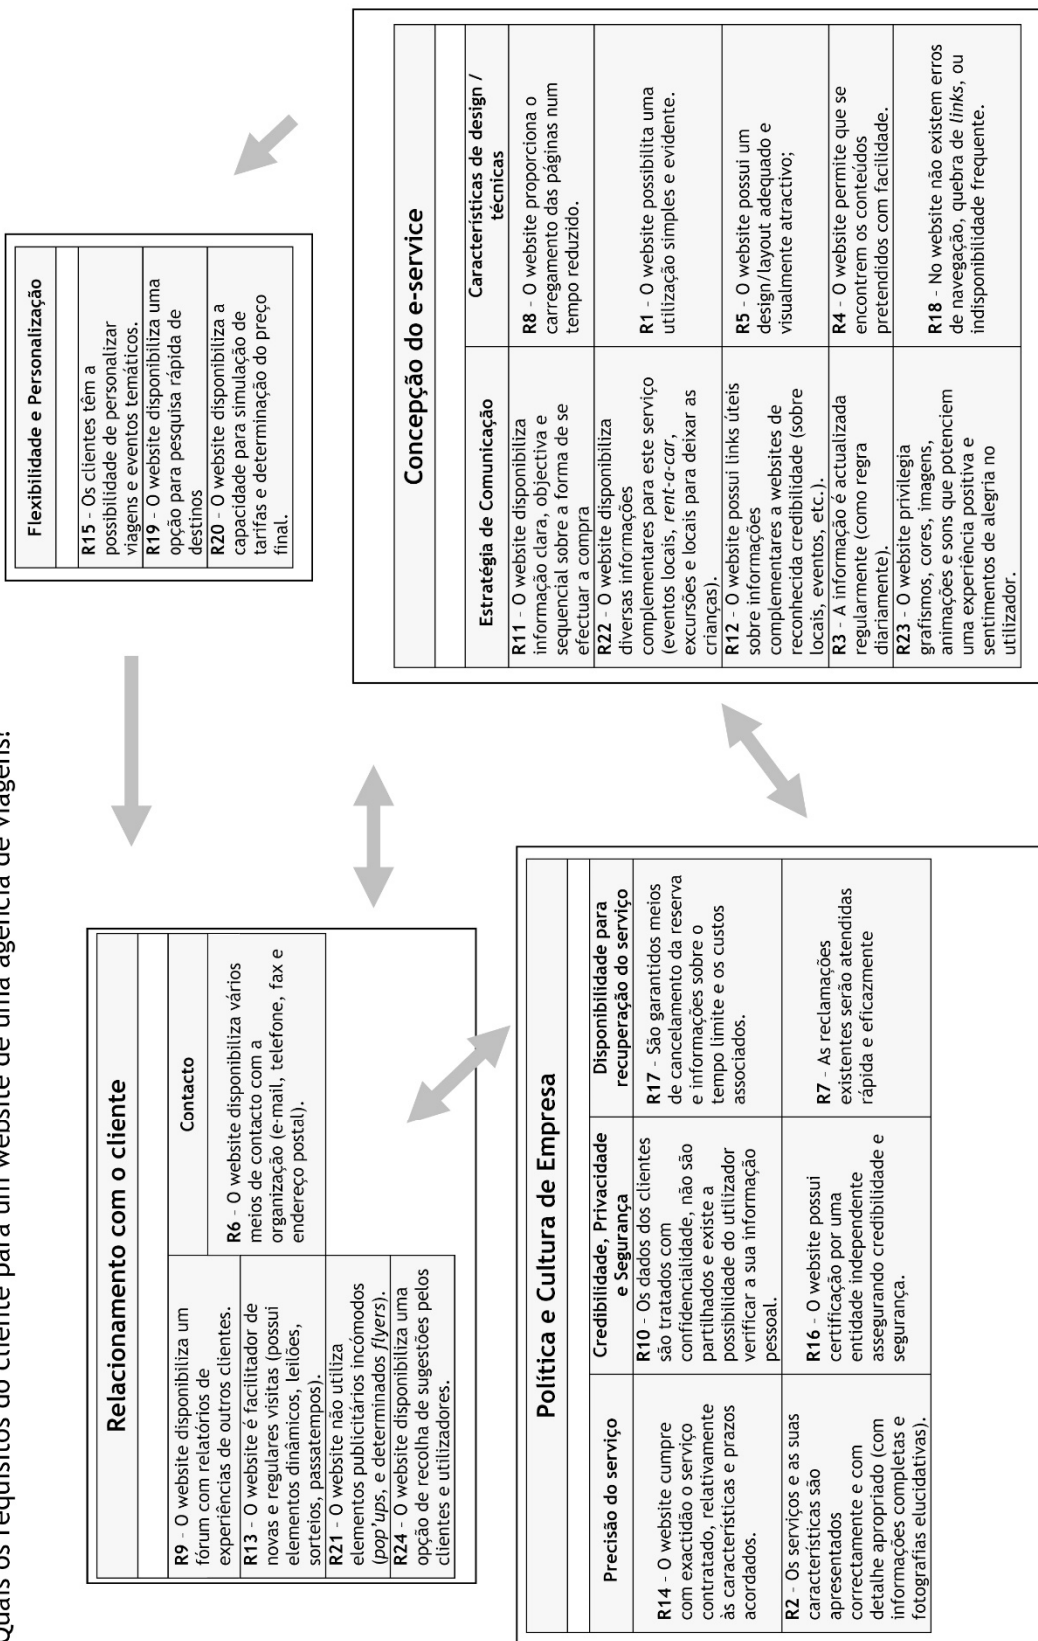 Quais os requisitos do cliente para um website de uma agência de viagens!
Relacionamento com o cliente
Contacto
R9 - O website disponibiliza um
fórum com relatórios de
experiências de outros clientes.
R6 - O website disponibiliza vários
meios de contacto com a
organização (e-mail, telefone, fax e
endereço postal).
R13 - O website é facilitador de
novas e regulares visitas (possui
elementos dinâmicos, leilões,
sorteios, passatempos).
R21 - O website não utiliza
elementos publicitários incómodos
(pop'ups, e determinados flyers).
R24 - O website disponibiliza uma
opção de recolha de sugestões pelos
clientes e utilizadores.
Flexibilidade e Personalização
R15 - Os clientes têm a
possibilidade de personalizar
viagens e eventos temáticos.
R19 - O website disponibiliza uma
opção para pesquisa rápida de
destinos
R20 - O website disponibiliza a
capacidade para simulação de
tarifas e determinação do preço
final.
Concepção do e-service
Estratégia de Comunicação
Características de design /
técnicas
R11 - O website disponibiliza
informação clara, objectiva e
sequencial sobre a forma de se
efectuar a compra
R8 - O website proporciona o
carregamento das páginas num
tempo reduzido.
R22 - O website disponibiliza
diversas informações
complementares para este serviço
(eventos locais, rent-a-car,
excursões e locais para deixar as
crianças).
R1 - O website possibilita uma
utilização simples e evidente.
R12 - O website possui links úteis
sobre informações
complementares a websites de
reconhecida credibilidade (sobre
locais, eventos, etc.).
R5 - O website possui um
design/layout adequado e
visualmente atractivo;
R3 - A informação é actualizada
regularmente (como regra
diariamente).
R4 - O website permite que se
encontrem os conteúdos
pretendidos com facilidade.
R23 - O website privilegia
grafismos, cores, imagens,
animações e sons que potenciem
uma experiência positiva e
sentimentos de alegria no
utilizador.
R18 - No website não existem erros
de navegação, quebra de links, ou
indisponibilidade frequente.
Política e Cultura de Empresa
Precisão do serviço
Credibilidade, Privacidade
e Segurança
Disponibilidade para
recuperação do serviço
R14 - O website cumpre
com exactidão o serviço
contratado, relativamente
às características e prazos
acordados.
R10 - Os dados dos clientes
são tratados com
confidencialidade, não são
partilhados e existe a
possibilidade do utilizador
verificar a sua informação
pessoal.
R17 - São garantidos meios
de cancelamento da reserva
e informações sobre o
tempo limite e os custos
associados.
R2 - Os serviços e as suas
características são
apresentados
correctamente e com
detalhe apropriado (com
informações completas e
fotografias elucidativas).
R16 - O website possui
certificação por uma
entidade independente
assegurando credibilidade e
segurança.
R7 - As reclamações
existentes serão atendidas
rápida e eficazmente